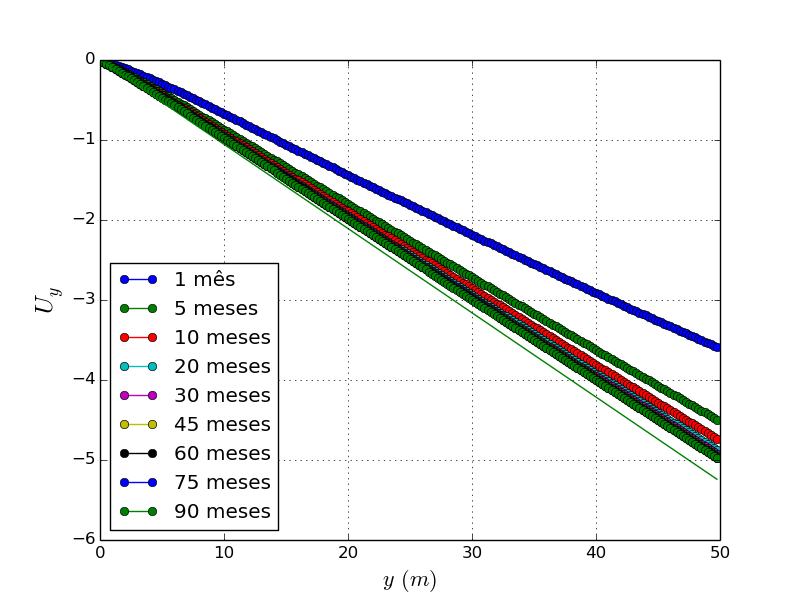 0
−1
−2
−3
−4
−5
−6
U_y
1 mês
5 meses
10 meses
20 meses
30 meses
45 meses
60 meses
75 meses
90 meses
0 10 20 30 40 50
y (m)